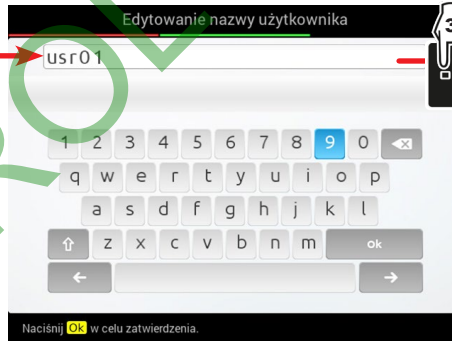 Edytowanie nazwy użytkownika
3
usr01
1 2 3 4 5 6 7 8 9 0
q w e r t y u i o p
a s d f g h j k l
z x c v b n m ok
Naciśnij Ok w celu zatwierdzenia.